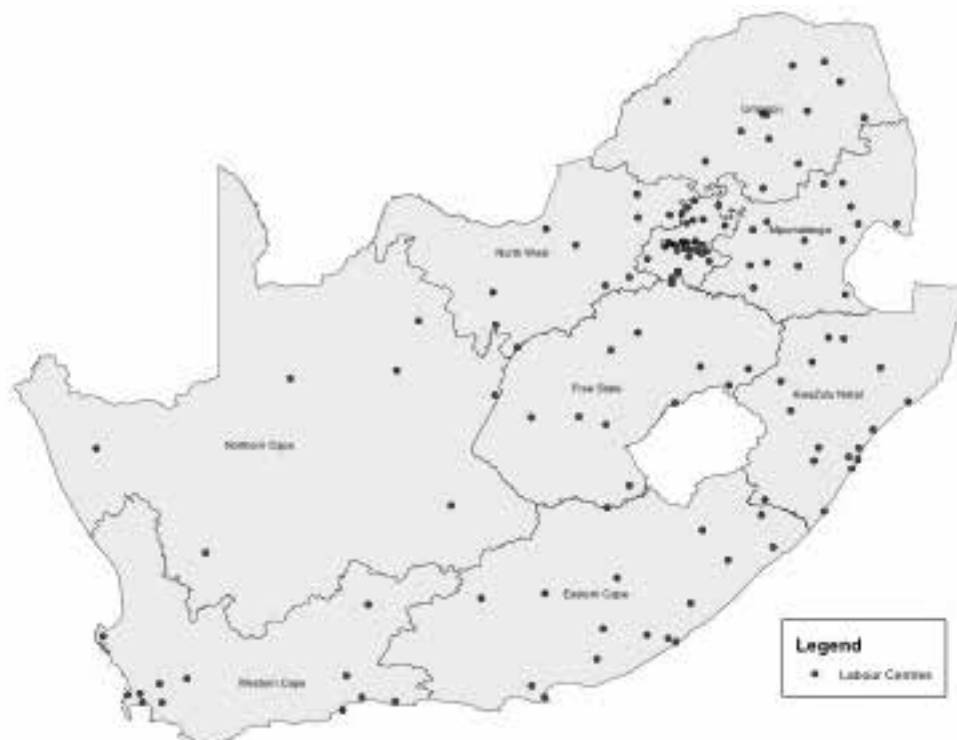 Limpopo
Mpumalanga
North West
Free State
KwaZulu Natal
Northern Cape
Eastern Cape
Western Cape
Legend
Labour Centres